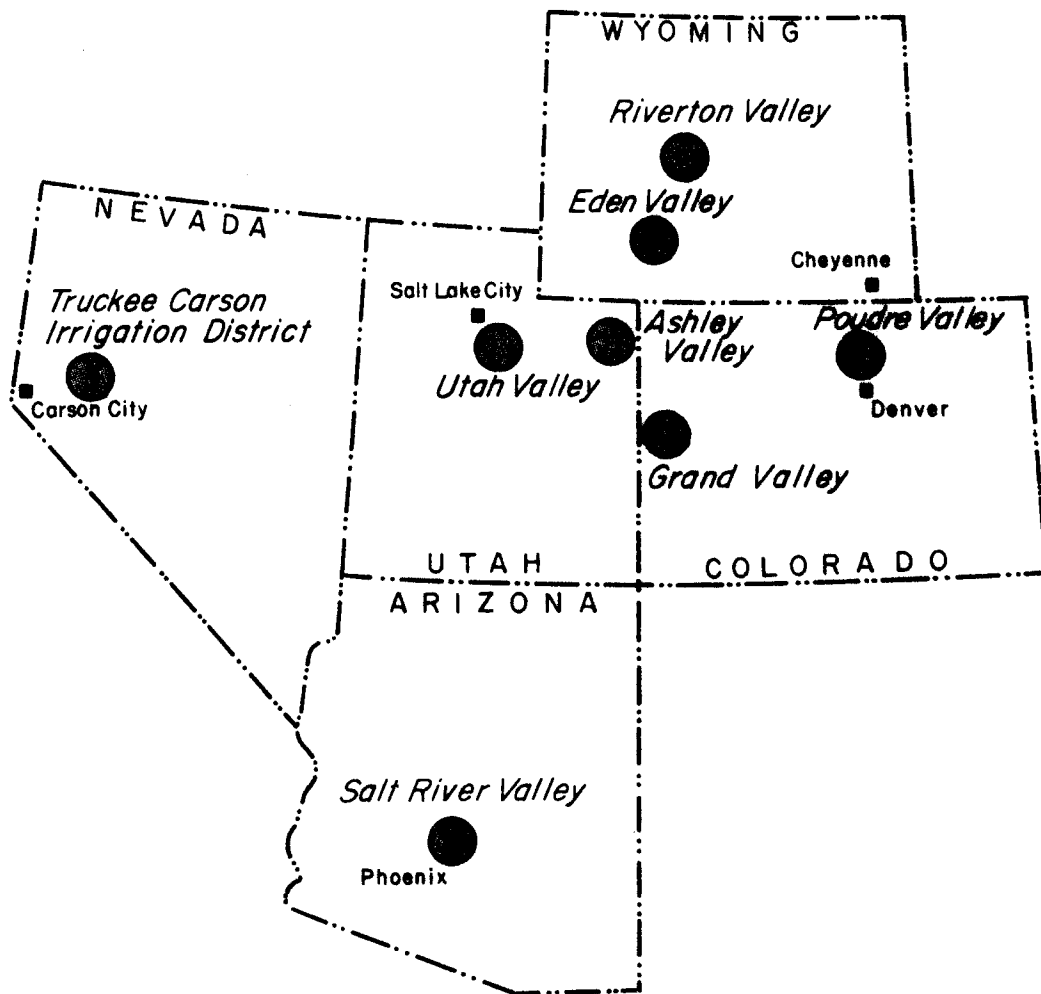 WYOMING
Riverton Valley
Eden Valley
NEVADA
Cheyenne
Salt Lake City
Truckee Carson
Irrigation District
Ashley
Valley
Poudre Valley
Utah Valley
Carson City
Denver
Grand Valley
UTAH
COLORADO
ARIZONA
Salt River Valley
Phoenix